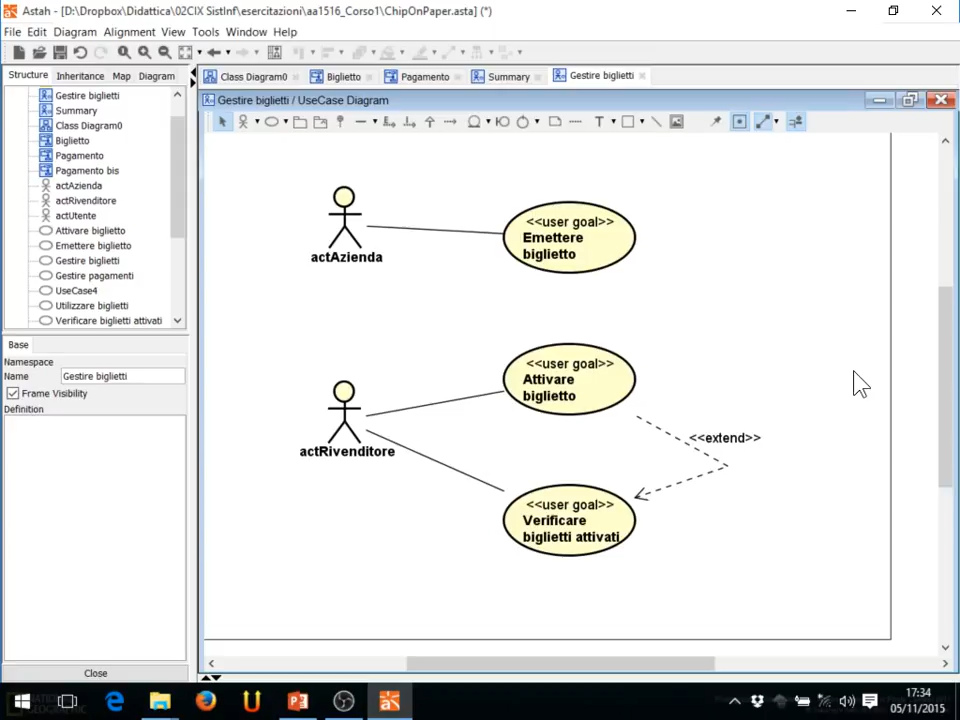 Astah - [D:\Dropbox\Didattica\02CIX SistInf\esercitazioni\aa1516_Corso1\ChipOnPaper.asta] (*)
File Edit Diagram Alignment View Tools Window Help
Structure Inheritance Map Diagram
Class Diagram0 Biglietto Pagamento Summary Gestire biglietti
Gestire biglietti / UseCase Diagram
Gestire biglietti
Summary
Class Diagram0
Biglietto
Pagamento
Pagamento bis
actAzienda
actRivenditore
actUtente
Attivare biglietto
Emettere biglietto
Gestire biglietti
Gestire pagamenti
UseCase4
Utilizzare biglietti
Verificare biglietti attivati
Base
Namespace
Name Gestire biglietti
Frame Visibility
Definition
Close
T
actAzienda
<<user goal>>
Emettere
biglietto
actRivenditore
<<user goal>>
Attivare
biglietto
<<extend>>
<<user goal>>
Verificare
biglietti attivati
17:34
05/11/2015